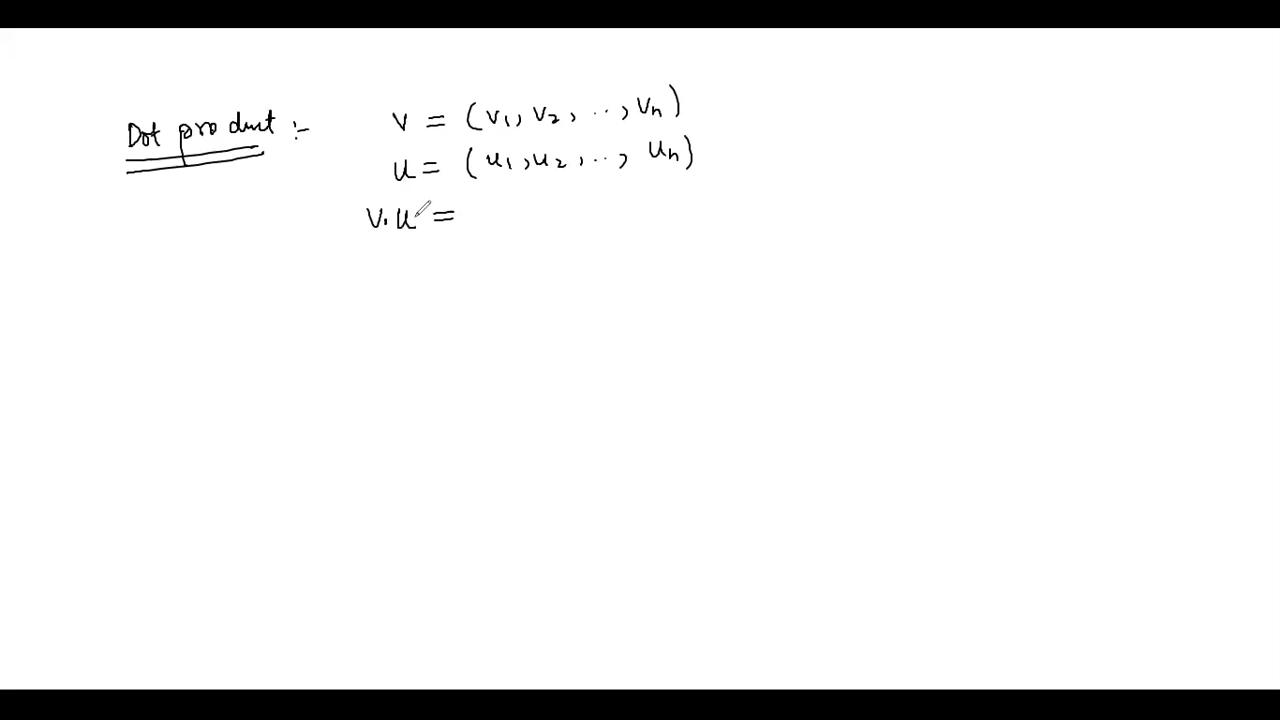 Dot product :- v = (v₁, v₂, .., vₙ)
u = (u₁, u₂, .., uₙ)
v.u =